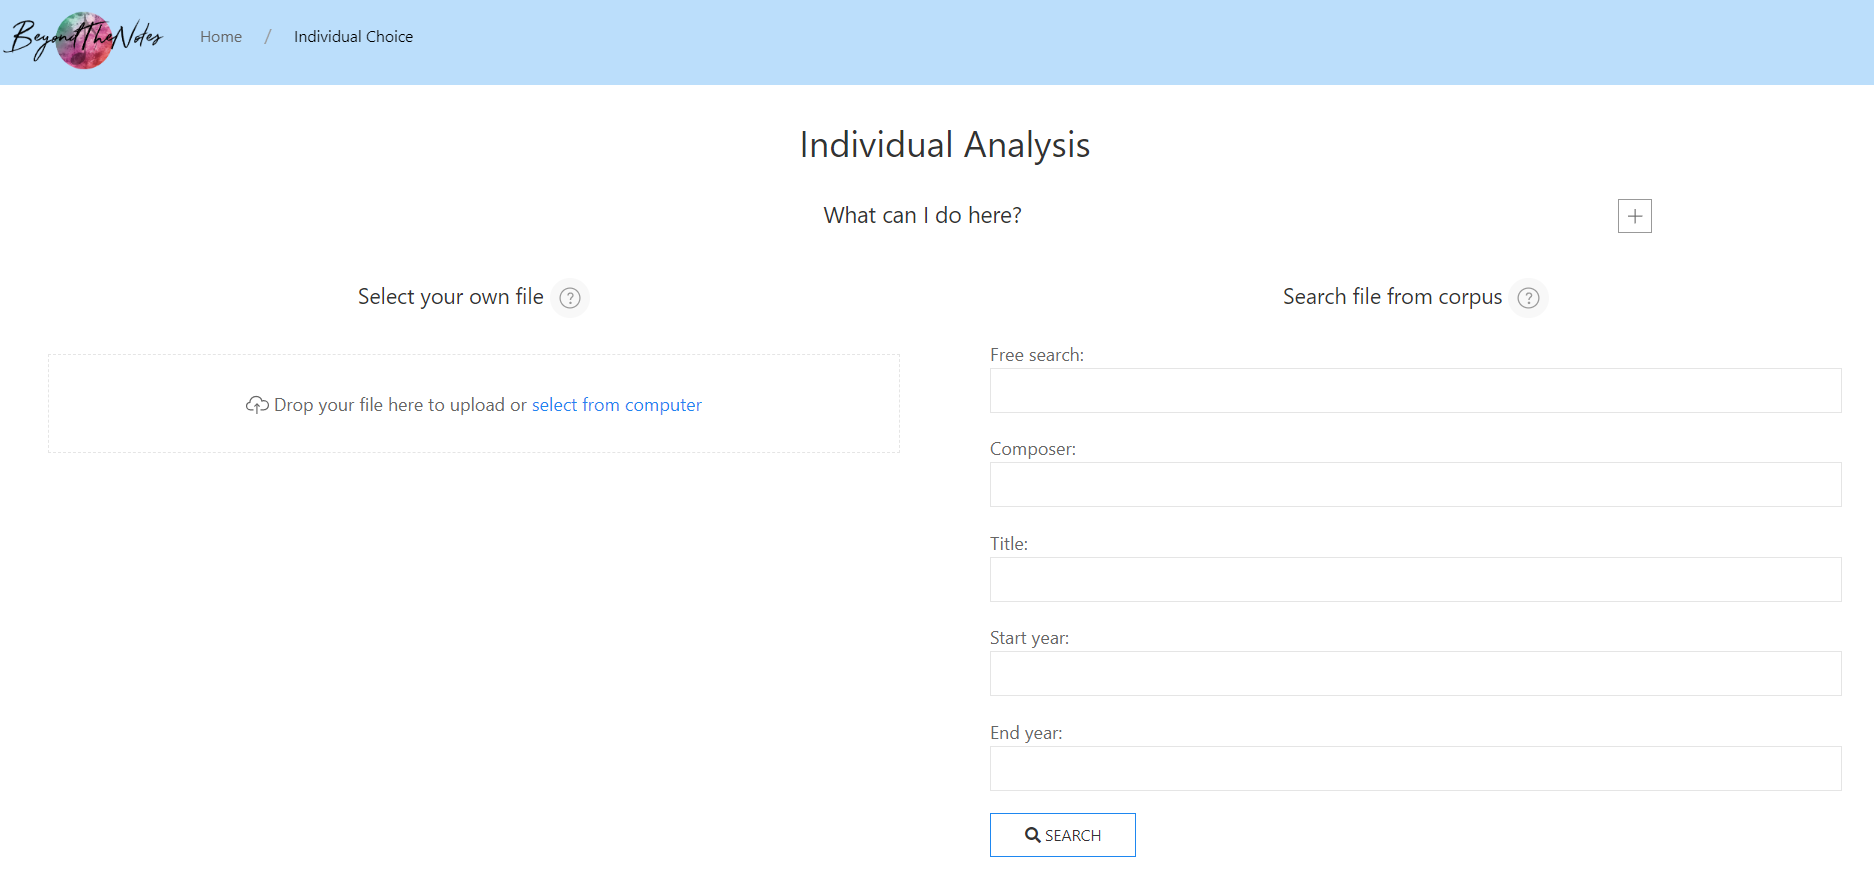 BeyondTheNotes
Home / Individual Choice
Individual Analysis
What can I do here?
Select your own file ?
Drop your file here to upload or select from computer
Search file from corpus ?
Free search:
Composer:
Title:
Start year:
End year:
SEARCH